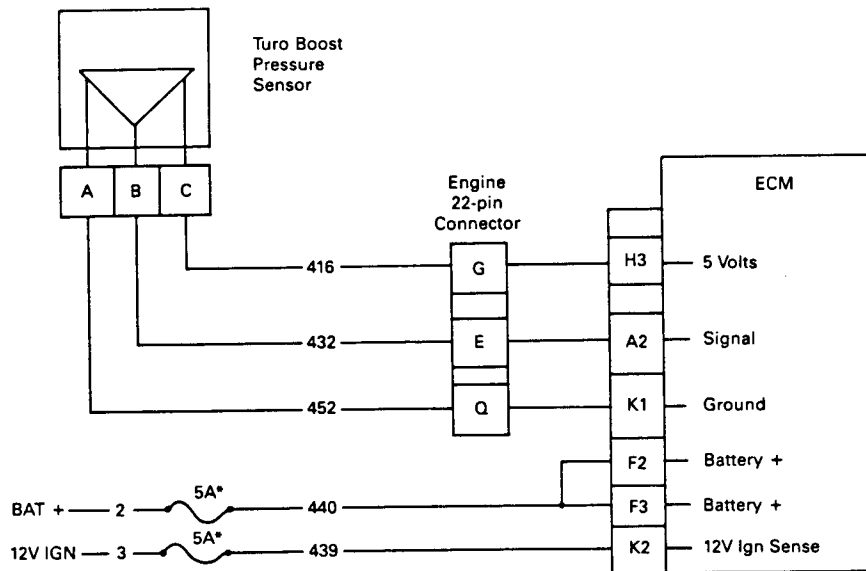 Turo Boost
Pressure
Sensor
A B C
Engine
22-pin
Connector
ECM
416 G H3 5 Volts
432 E A2 Signal
452 Q K1 Ground
F2 Battery +
BAT + 2 5A* 440 F3 Battery +
12V IGN 3 5A* 439 K2 12V Ign Sense